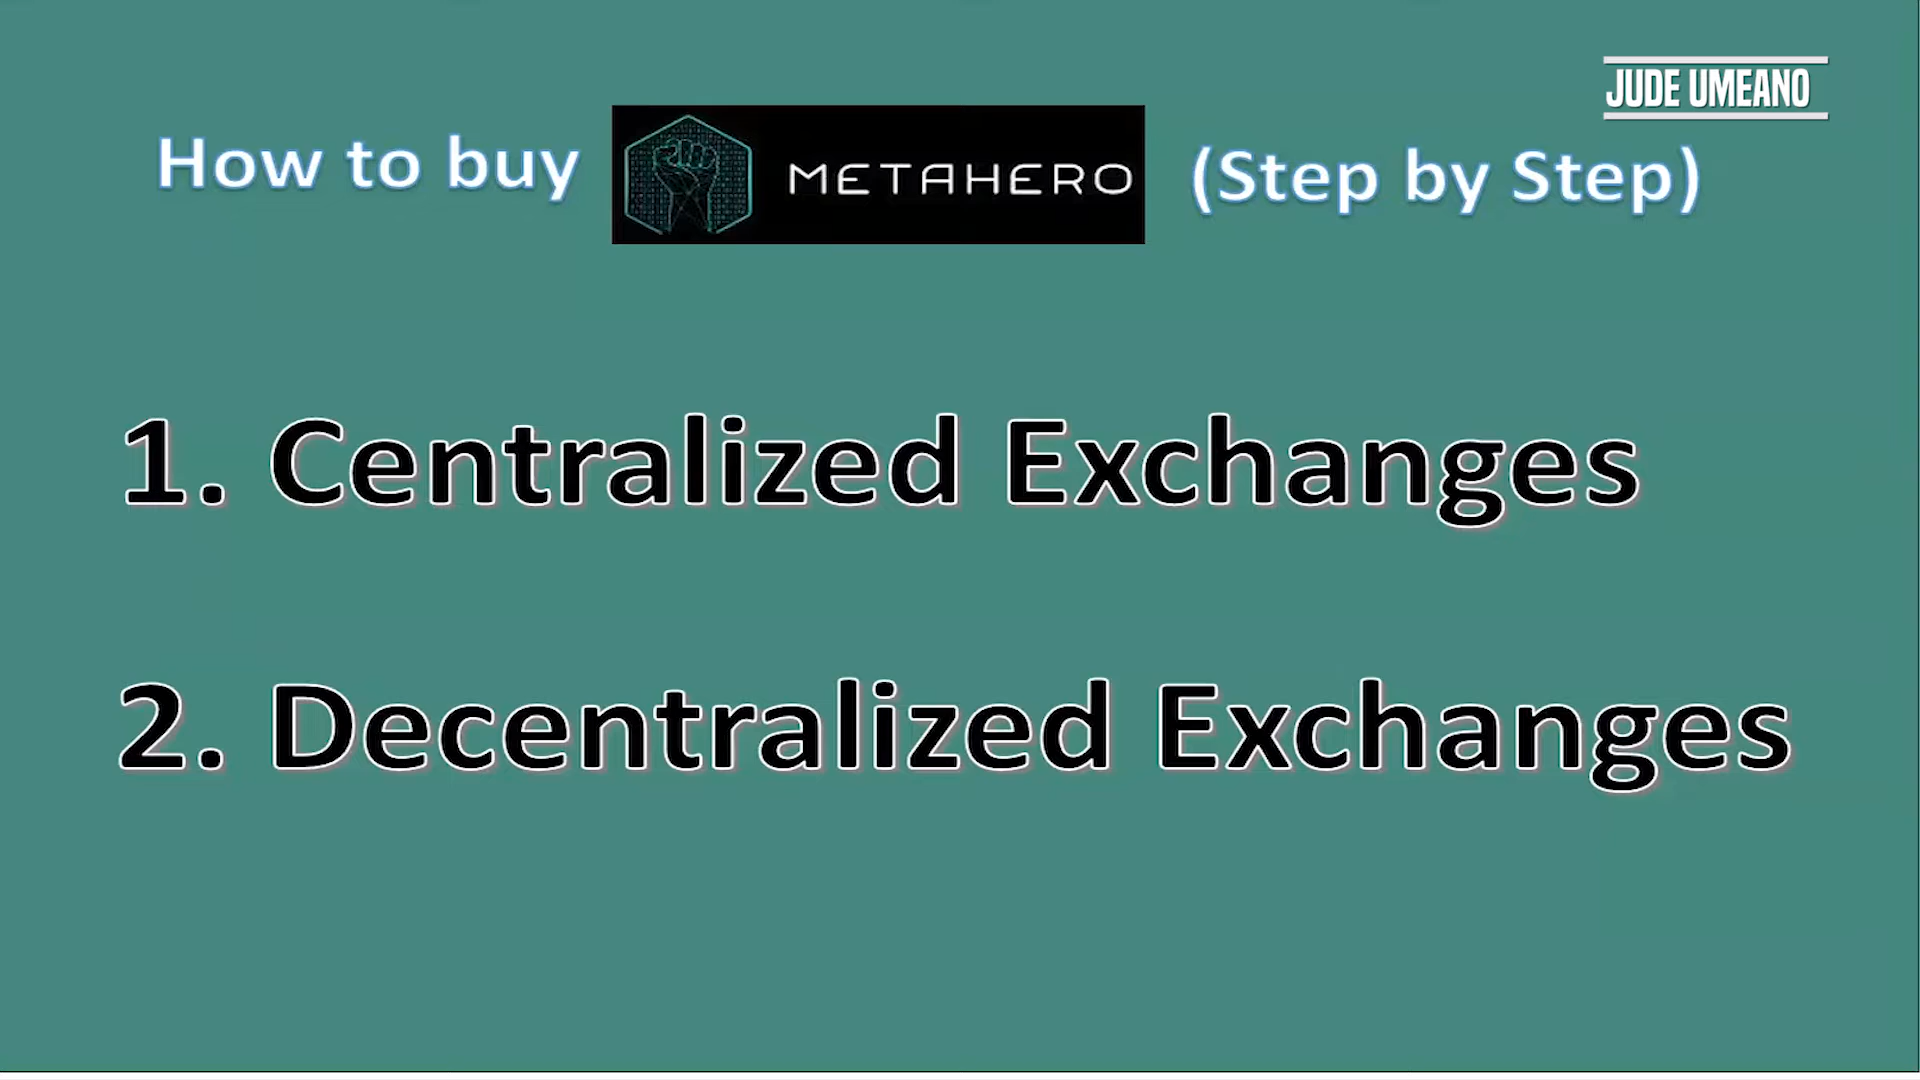 JUDE UMEANO
How to buy METAHERO (Step by Step)
1. Centralized Exchanges
2. Decentralized Exchanges